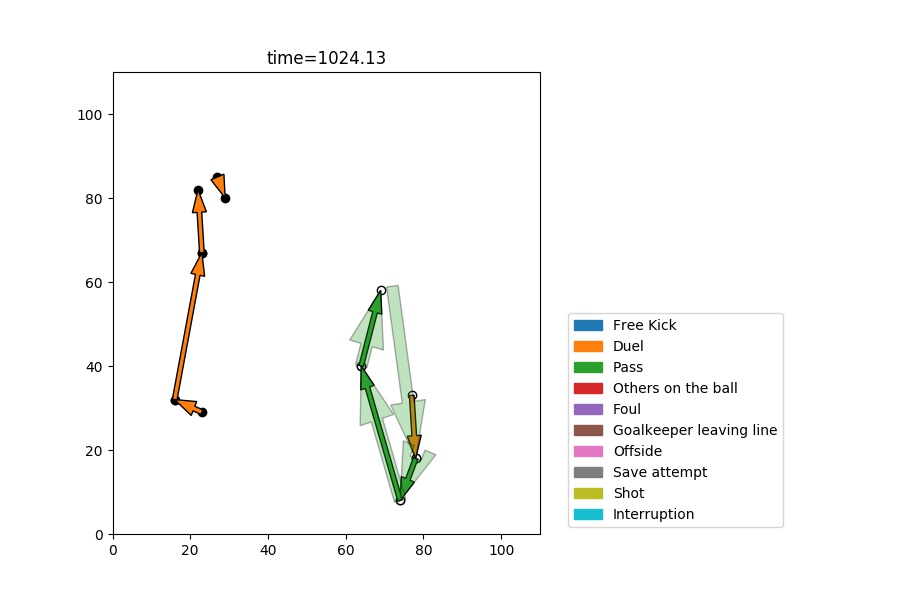 time=1024.13
100
80
60
40
20
0
0 20 40 60 80 100
Free Kick
Duel
Pass
Others on the ball
Foul
Goalkeeper leaving line
Offside
Save attempt
Shot
Interruption